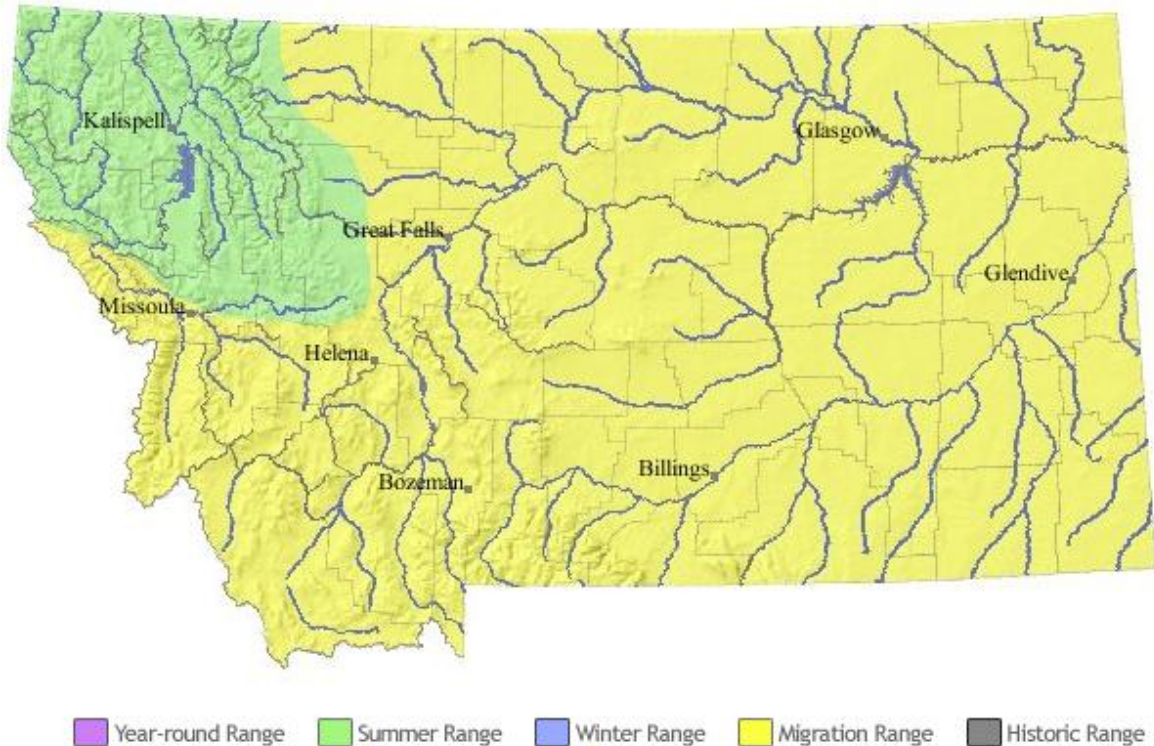 Kalispell
Glasgow
Great Falls
Glendive
Missoula
Helena
Billings
Bozeman
Year-round Range Summer Range Winter Range Migration Range Historic Range